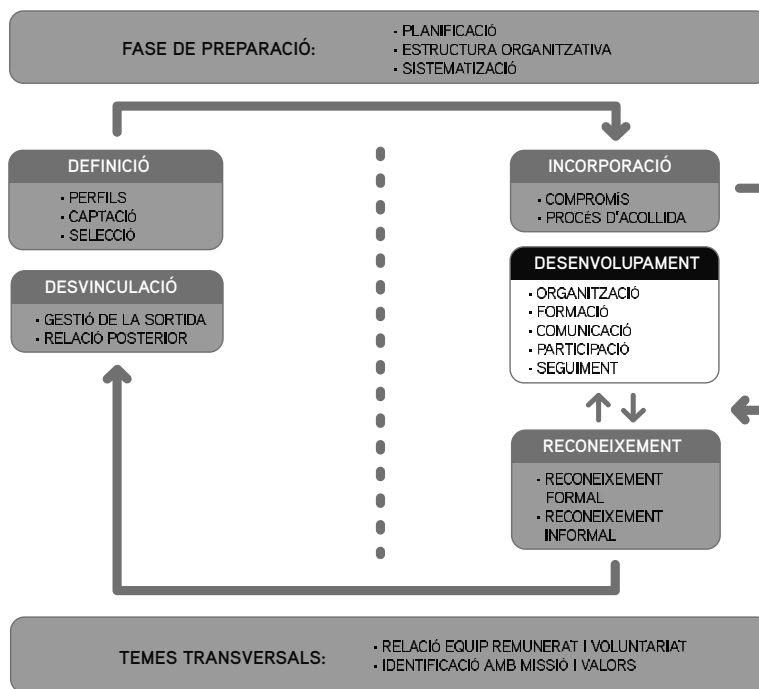 FASE DE PREPARACIÓ:
· PLANIFICACIÓ
· ESTRUCTURA ORGANITZATIVA
· SISTEMATIZACIÓ
DEFINICIÓ
· PERFILS
· CAPTACIÓ
· SELECCIÓ
INCORPORACIÓ
· COMPROMÍS
· PROCÉS D'ACOLLIDA
DESVINCULACIÓ
· GESTIÓ DE LA SORTIDA
· RELACIÓ POSTERIOR
DESENVOLUPAMENT
· ORGANITZACIÓ
· FORMACIÓ
· COMUNICACIÓ
· PARTICIPACIÓ
· SEGUIMENT
RECONEIXEMENT
· RECONEIXEMENT
FORMAL
· RECONEIXEMENT
INFORMAL
TEMES TRANSVERSALS:
· RELACIÓ EQUIP REMUNERAT I VOLUNTARIAT
· IDENTIFICACIÓ AMB MISSIÓ I VALORS